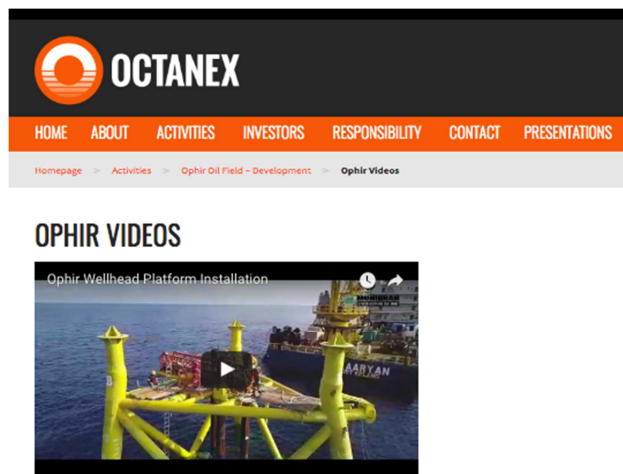 OCTANEX
HOME ABOUT ACTIVITIES INVESTORS RESPONSIBILITY CONTACT PRESENTATIONS
Homepage > Activities > Ophir Oil Field – Development > Ophir Videos
OPHIR VIDEOS
Ophir Wellhead Platform Installation
AARYAN